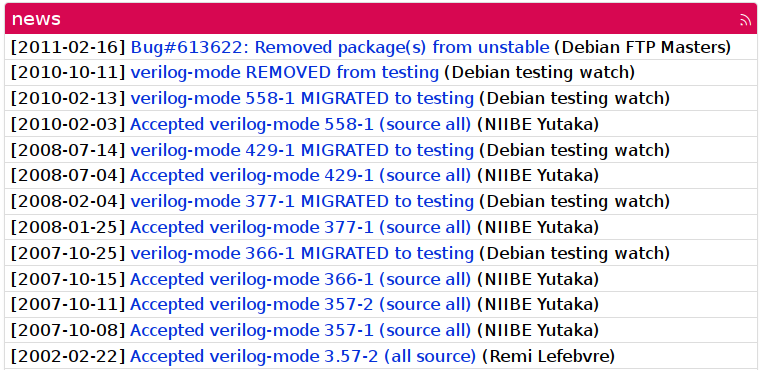 news
[2011-02-16] Bug#613622: Removed package(s) from unstable (Debian FTP Masters)
[2010-10-11] verilog-mode REMOVED from testing (Debian testing watch)
[2010-02-13] verilog-mode 558-1 MIGRATED to testing (Debian testing watch)
[2010-02-03] Accepted verilog-mode 558-1 (source all) (NIIBE Yutaka)
[2008-07-14] verilog-mode 429-1 MIGRATED to testing (Debian testing watch)
[2008-07-04] Accepted verilog-mode 429-1 (source all) (NIIBE Yutaka)
[2008-02-04] verilog-mode 377-1 MIGRATED to testing (Debian testing watch)
[2008-01-25] Accepted verilog-mode 377-1 (source all) (NIIBE Yutaka)
[2007-10-25] verilog-mode 366-1 MIGRATED to testing (Debian testing watch)
[2007-10-15] Accepted verilog-mode 366-1 (source all) (NIIBE Yutaka)
[2007-10-11] Accepted verilog-mode 357-2 (source all) (NIIBE Yutaka)
[2007-10-08] Accepted verilog-mode 357-1 (source all) (NIIBE Yutaka)
[2002-02-22] Accepted verilog-mode 3.57-2 (all source) (Remi Lefebvre)